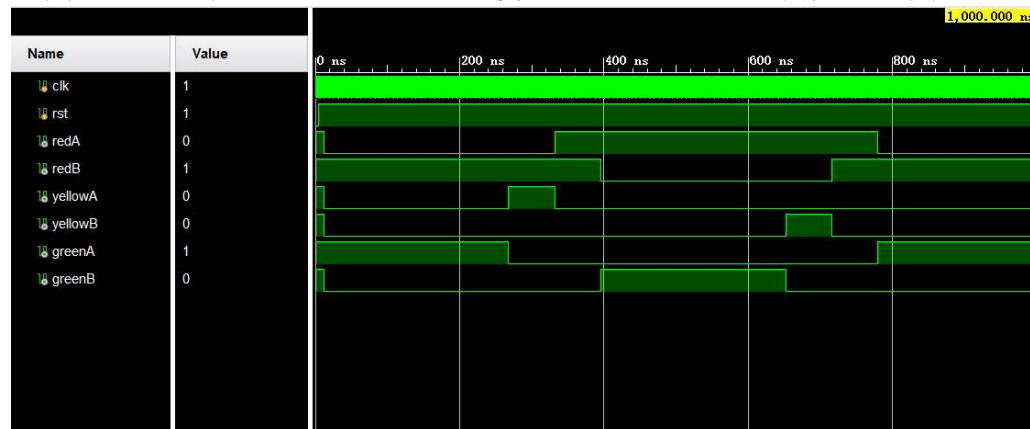 1,000.000 ns
Name Value
0 ns 200 ns 400 ns 600 ns 800 ns
clk 1
rst 1
redA 0
redB 1
yellowA 0
yellowB 0
greenA 1
greenB 0